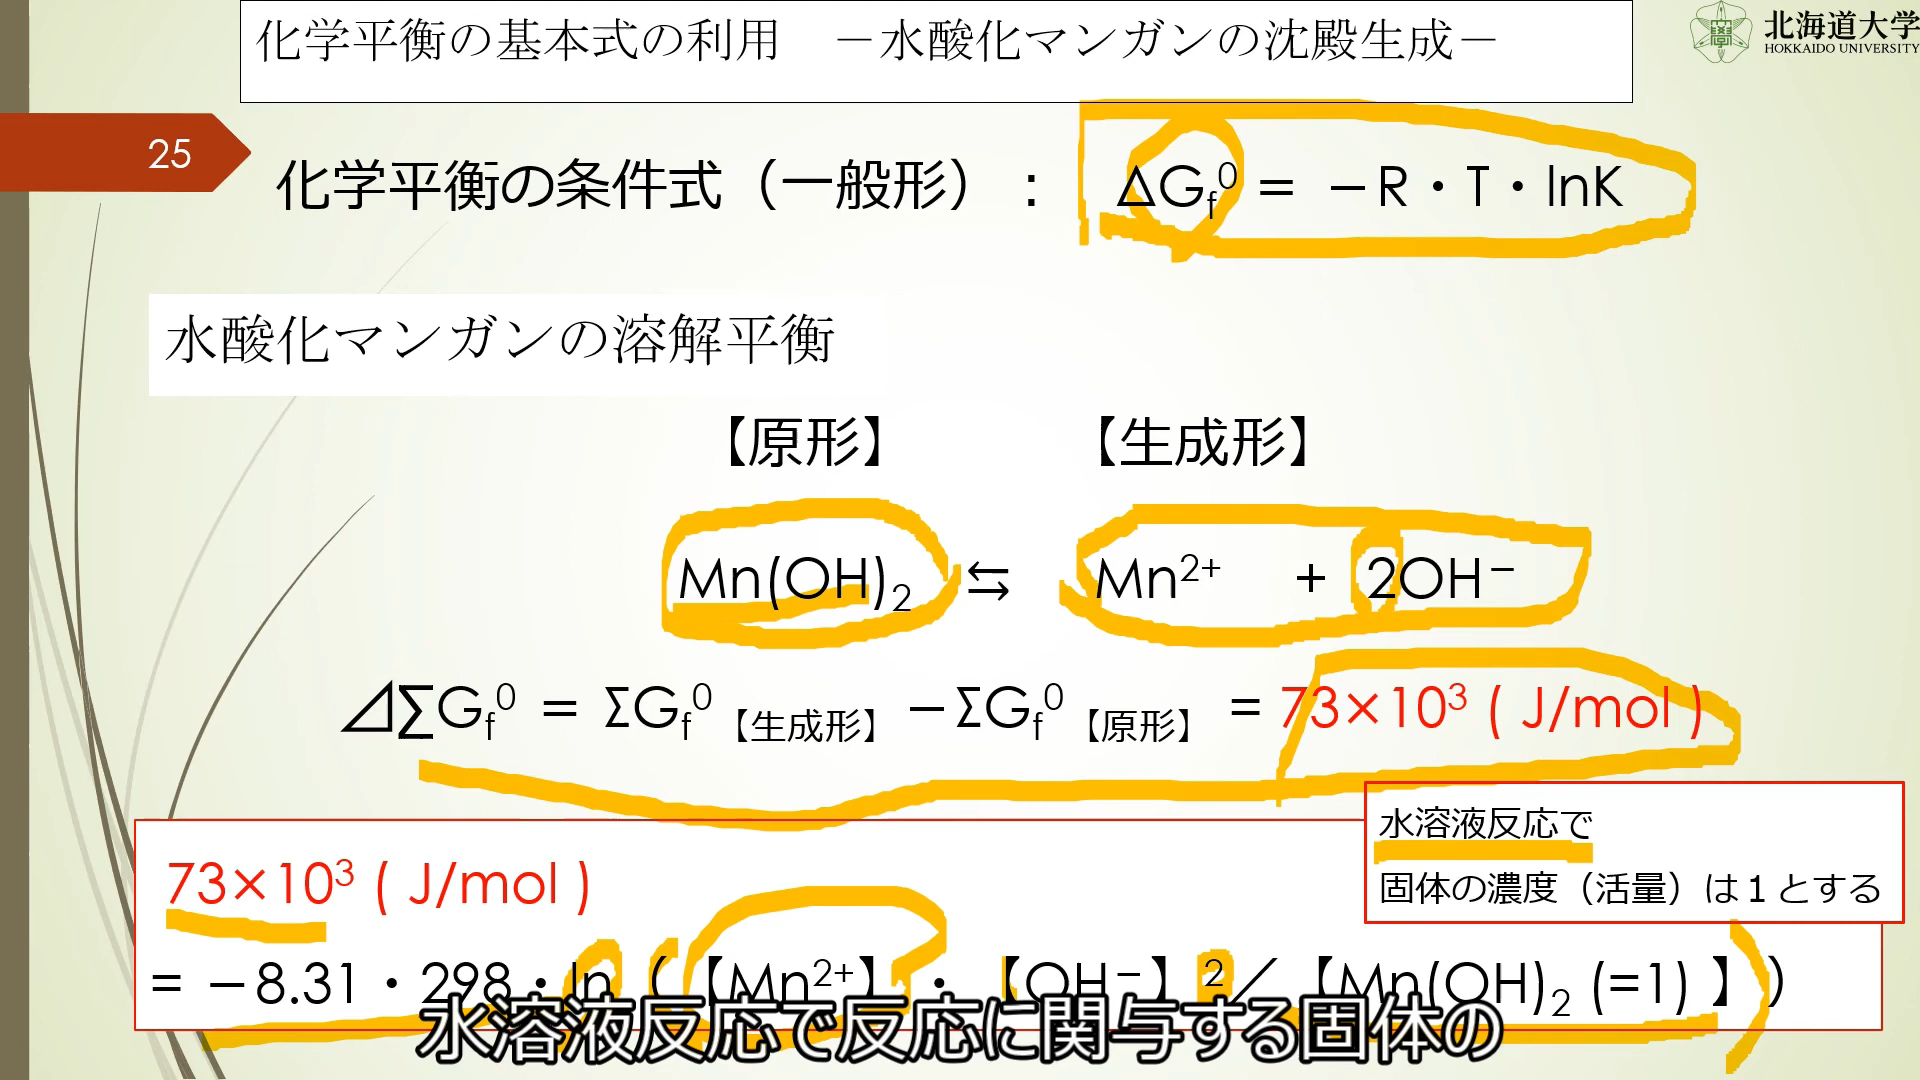 化学平衡の基本式の利用　－水酸化マンガンの沈殿生成－
北海道大学
HOKKAIDO UNIVERSITY
25
化学平衡の条件式（一般形）：　ΔGf⁰ ＝ －R・T・lnK
水酸化マンガンの溶解平衡
【原形】　【生成形】
Mn(OH)₂ ⇆ Mn²⁺ ＋ 2OH⁻
⊿∑Gf⁰ ＝ ΣGf⁰【生成形】－ΣGf⁰【原形】＝ 73×10³ ( J/mol )
水溶液反応で
固体の濃度（活量）は１とする
73×10³ ( J/mol )
＝ －8.31・298・ln（【Mn²⁺】・【OH⁻】²／【Mn(OH)₂ (=1) 】）
水溶液反応で反応に関与する固体の